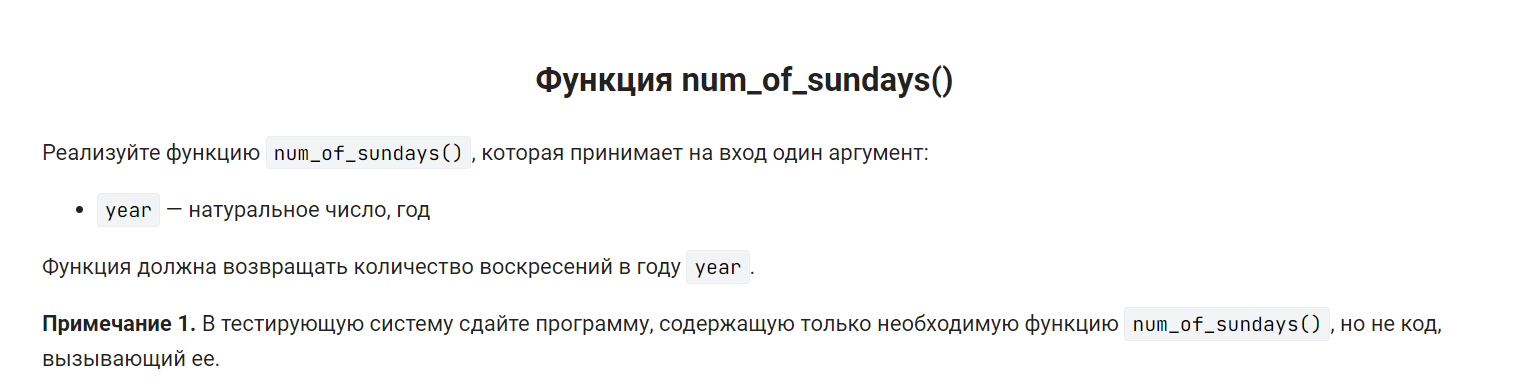 Функция num_of_sundays()
Реализуйте функцию num_of_sundays(), которая принимает на вход один аргумент:
• year — натуральное число, год
Функция должна возвращать количество воскресений в году year.
Примечание 1. В тестирующую систему сдайте программу, содержащую только необходимую функцию num_of_sundays(), но не код,
вызывающий ее.